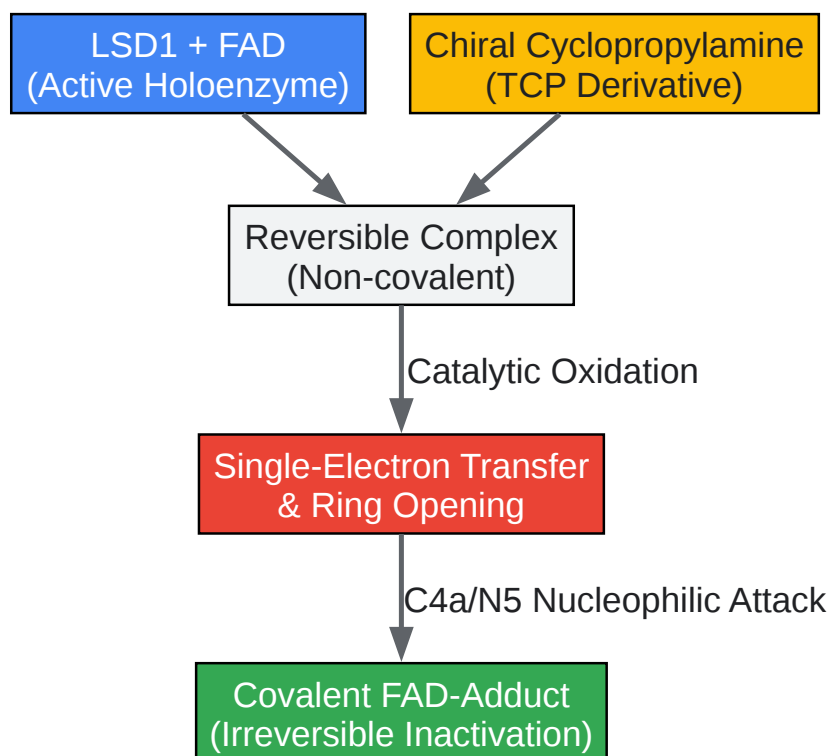 LSD1 + FAD
(Active Holoenzyme)
Chiral Cyclopropylamine
(TCP Derivative)
Reversible Complex
(Non-covalent)
Catalytic Oxidation
Single-Electron Transfer
& Ring Opening
C4a/N5 Nucleophilic Attack
Covalent FAD-Adduct
(Irreversible Inactivation)